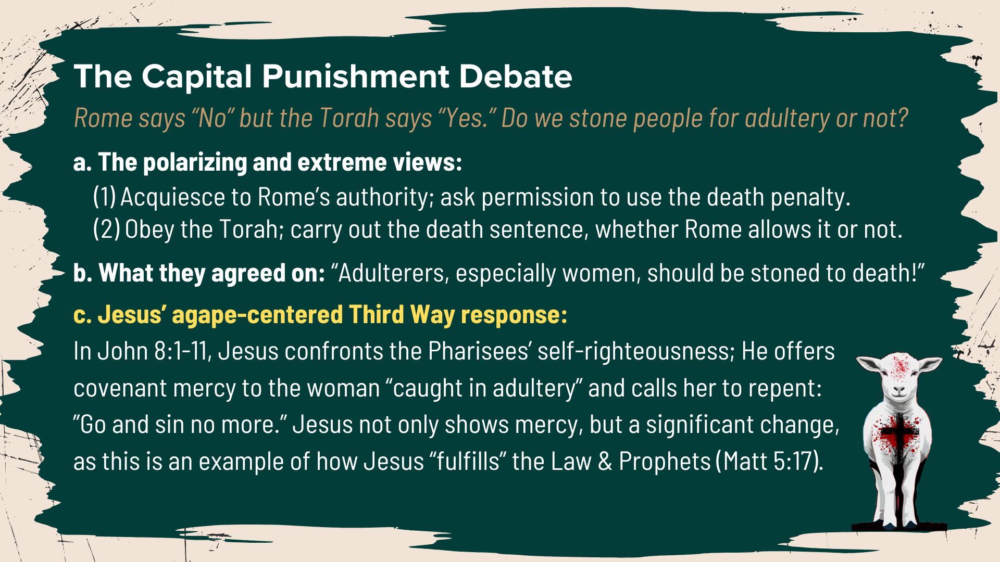 The Capital Punishment Debate
Rome says “No” but the Torah says “Yes.” Do we stone people for adultery or not?
a. The polarizing and extreme views:
(1) Acquiesce to Rome’s authority; ask permission to use the death penalty.
(2) Obey the Torah; carry out the death sentence, whether Rome allows it or not.
b. What they agreed on: “Adulterers, especially women, should be stoned to death!”
c. Jesus’ agape-centered Third Way response:
In John 8:1-11, Jesus confronts the Pharisees’ self-righteousness; He offers
covenant mercy to the woman “caught in adultery” and calls her to repent:
”Go and sin no more.” Jesus not only shows mercy, but a significant change,
as this is an example of how Jesus “fulfills” the Law & Prophets (Matt 5:17).